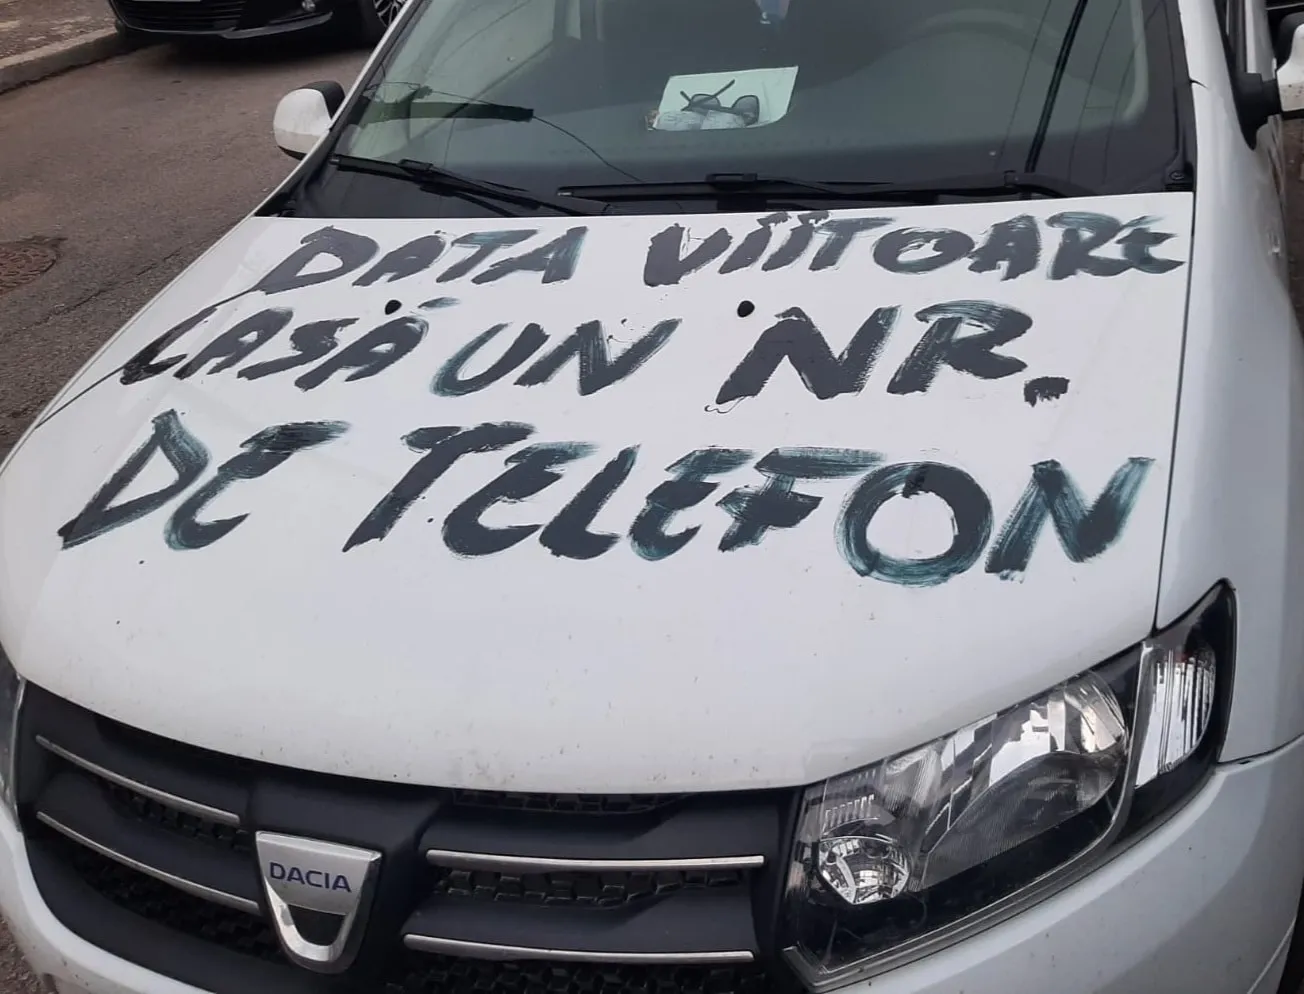 DATA VIITOARE
LASĂ UN NR.
DE TELEFON
DACIA